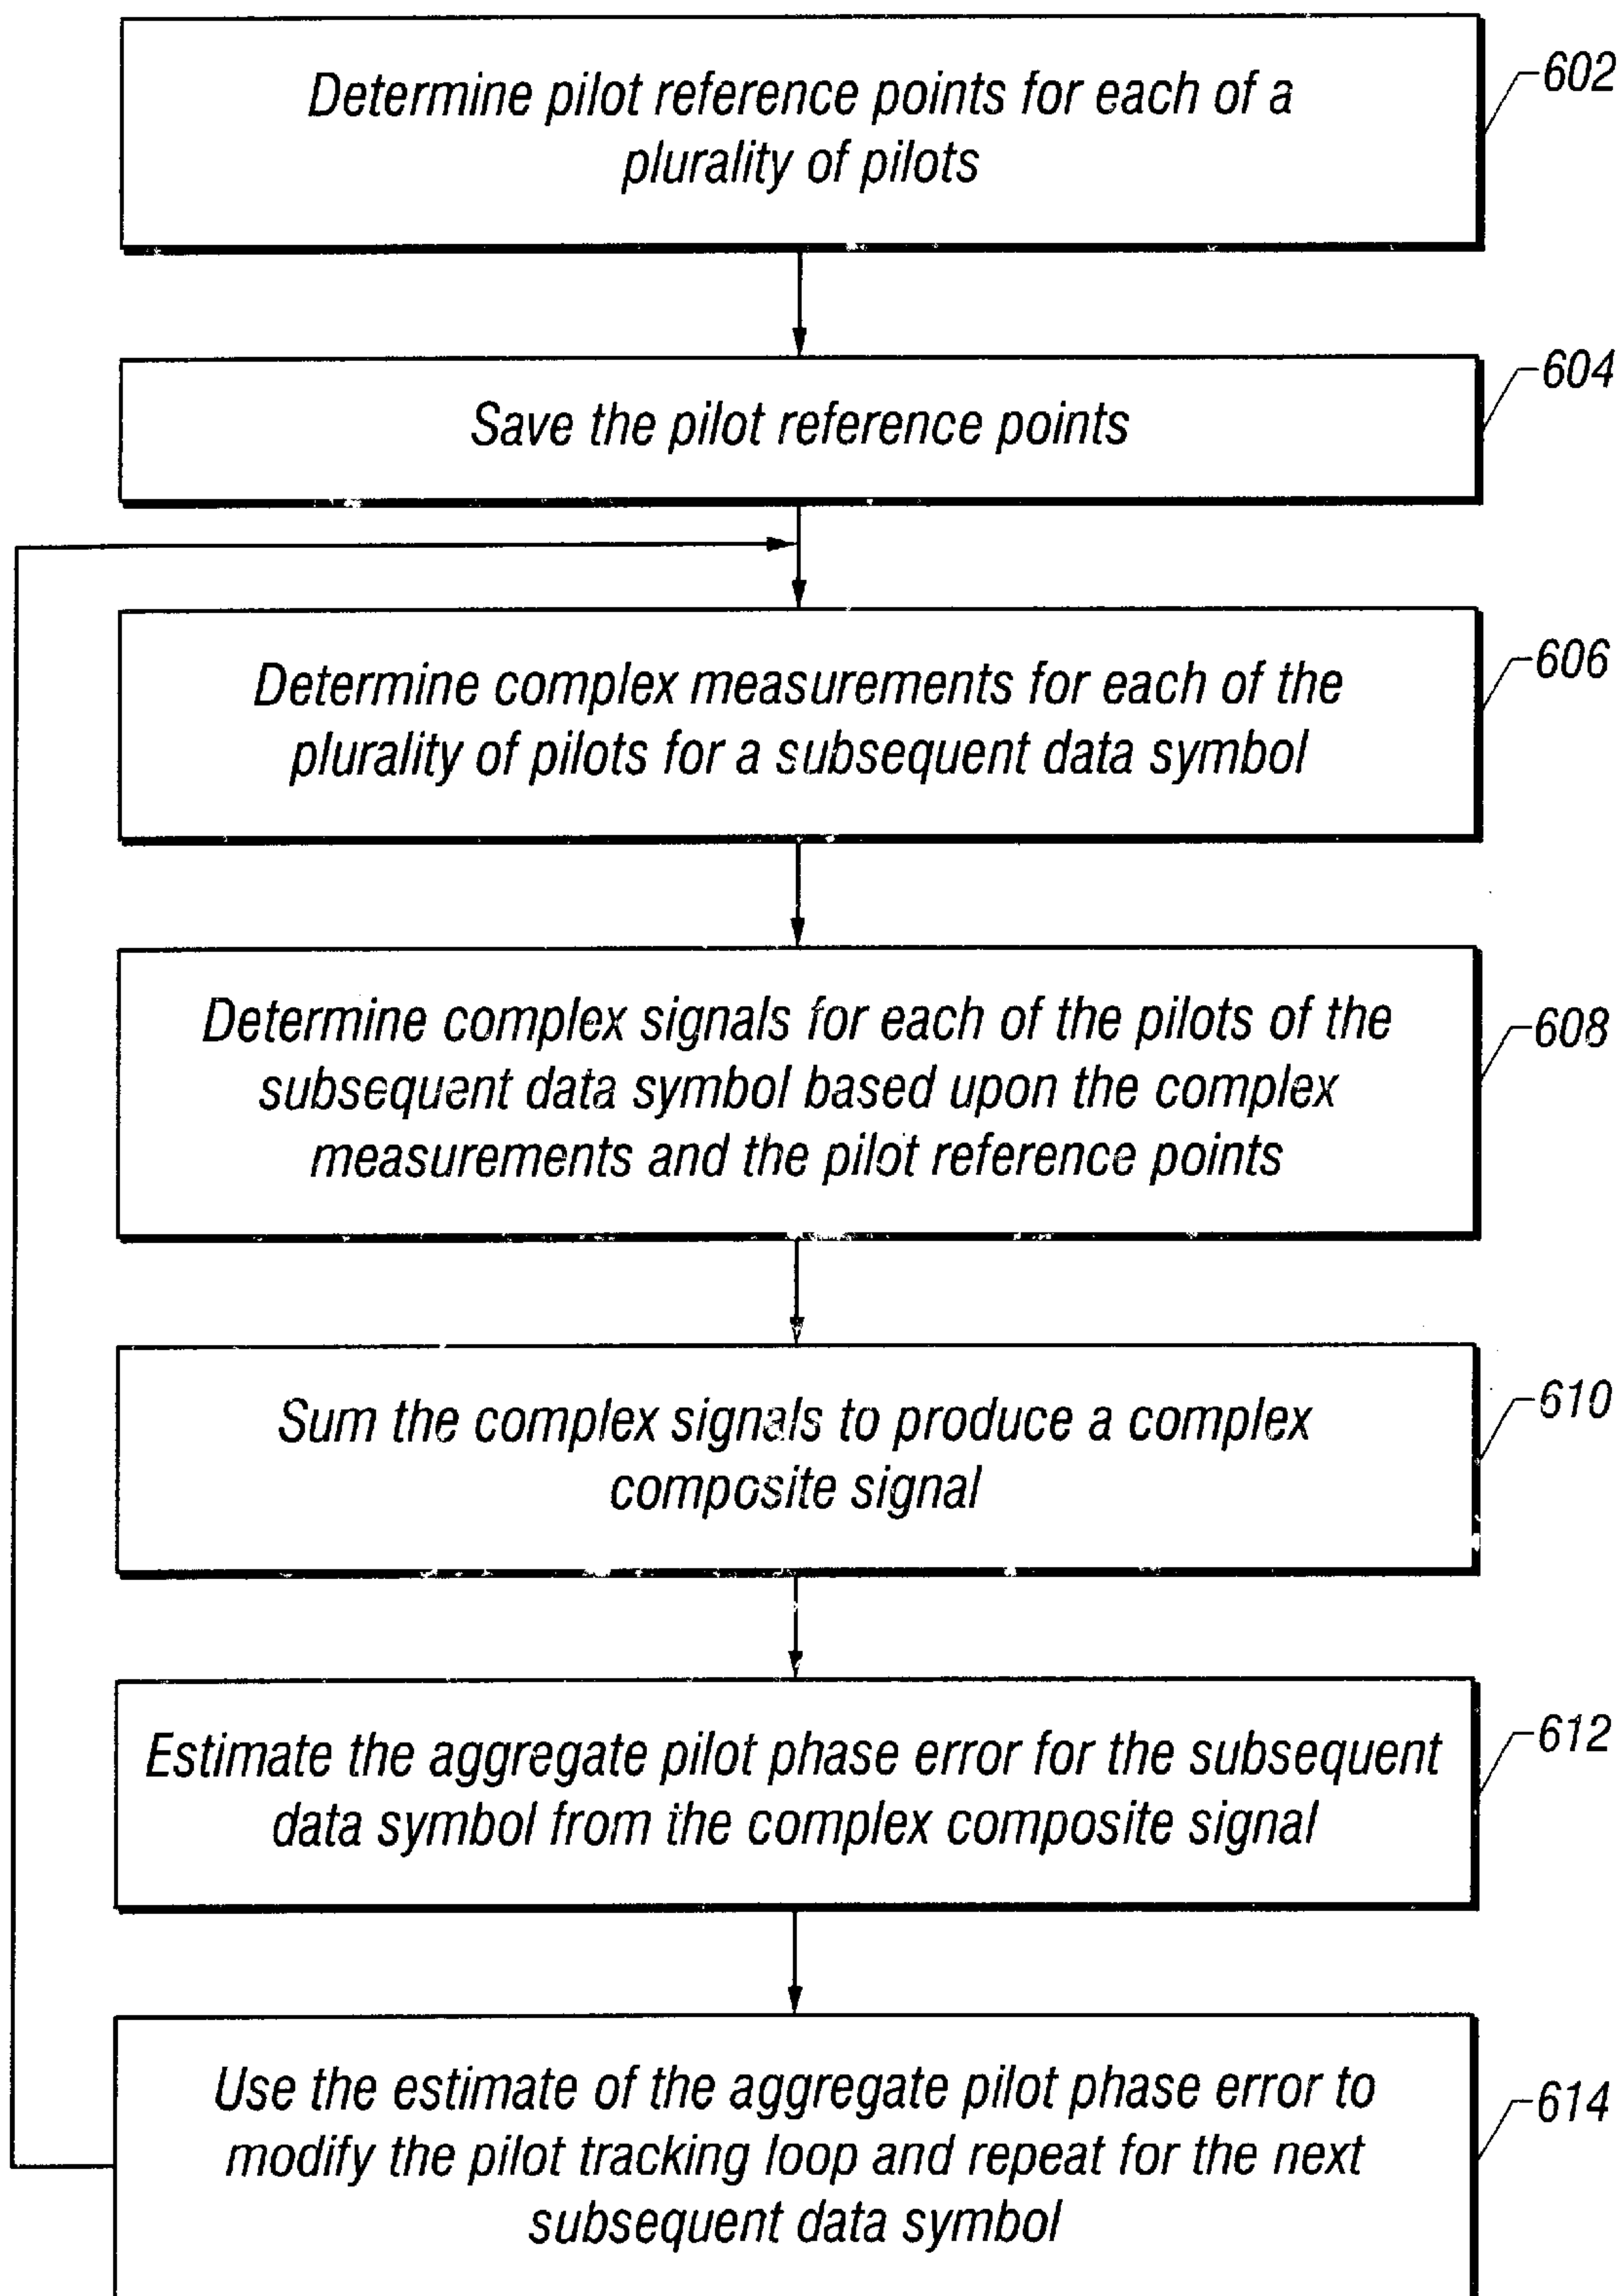 Determine pilot reference points for each of a
plurality of pilots
602
Save the pilot reference points
604
Determine complex measurements for each of the
plurality of pilots for a subsequent data symbol
606
Determine complex signals for each of the pilots of the
subsequent data symbol based upon the complex
measurements and the pilot reference points
608
Sum the complex signals to produce a complex
composite signal
610
Estimate the aggregate pilot phase error for the subsequent
data symbol from the complex composite signal
612
Use the estimate of the aggregate pilot phase error to
modify the pilot tracking loop and repeat for the next
subsequent data symbol
614